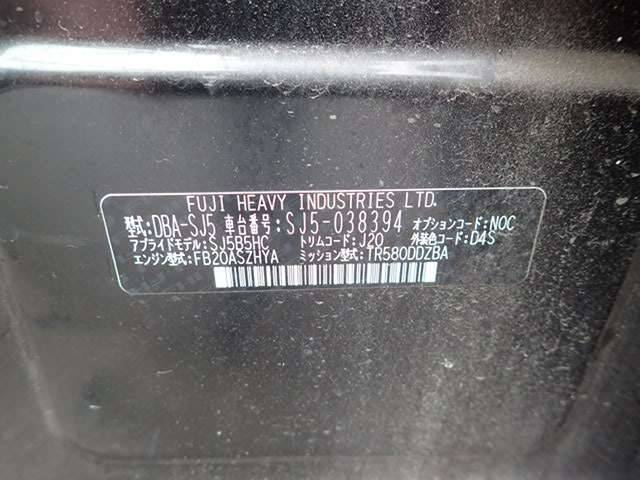 FUJI HEAVY INDUSTRIES LTD.
型式:DBA-SJ5 車台番号:SJ5-038394 オプションコード:NOC
アプライドモデル:SJ5B5HC トリムコード:J20 外装色コード:D4S
エンジン型式:FB20ASZHYA ミッション型式:TR580DDZBA